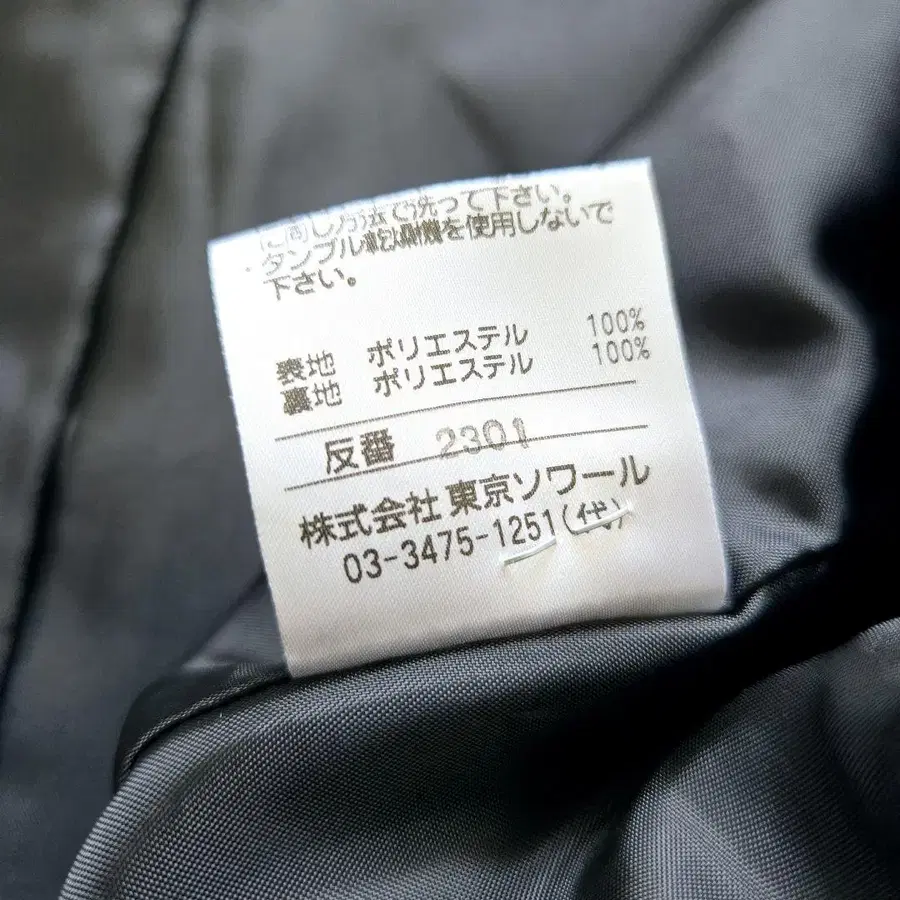 に同じ方法で洗って下さい。
タンブル乾燥機を使用しないで
下さい。
表地 ポリエステル 100%
裏地 ポリエステル 100%
反番 2301
株式会社 東京ソワール
03-3475-1251(代)